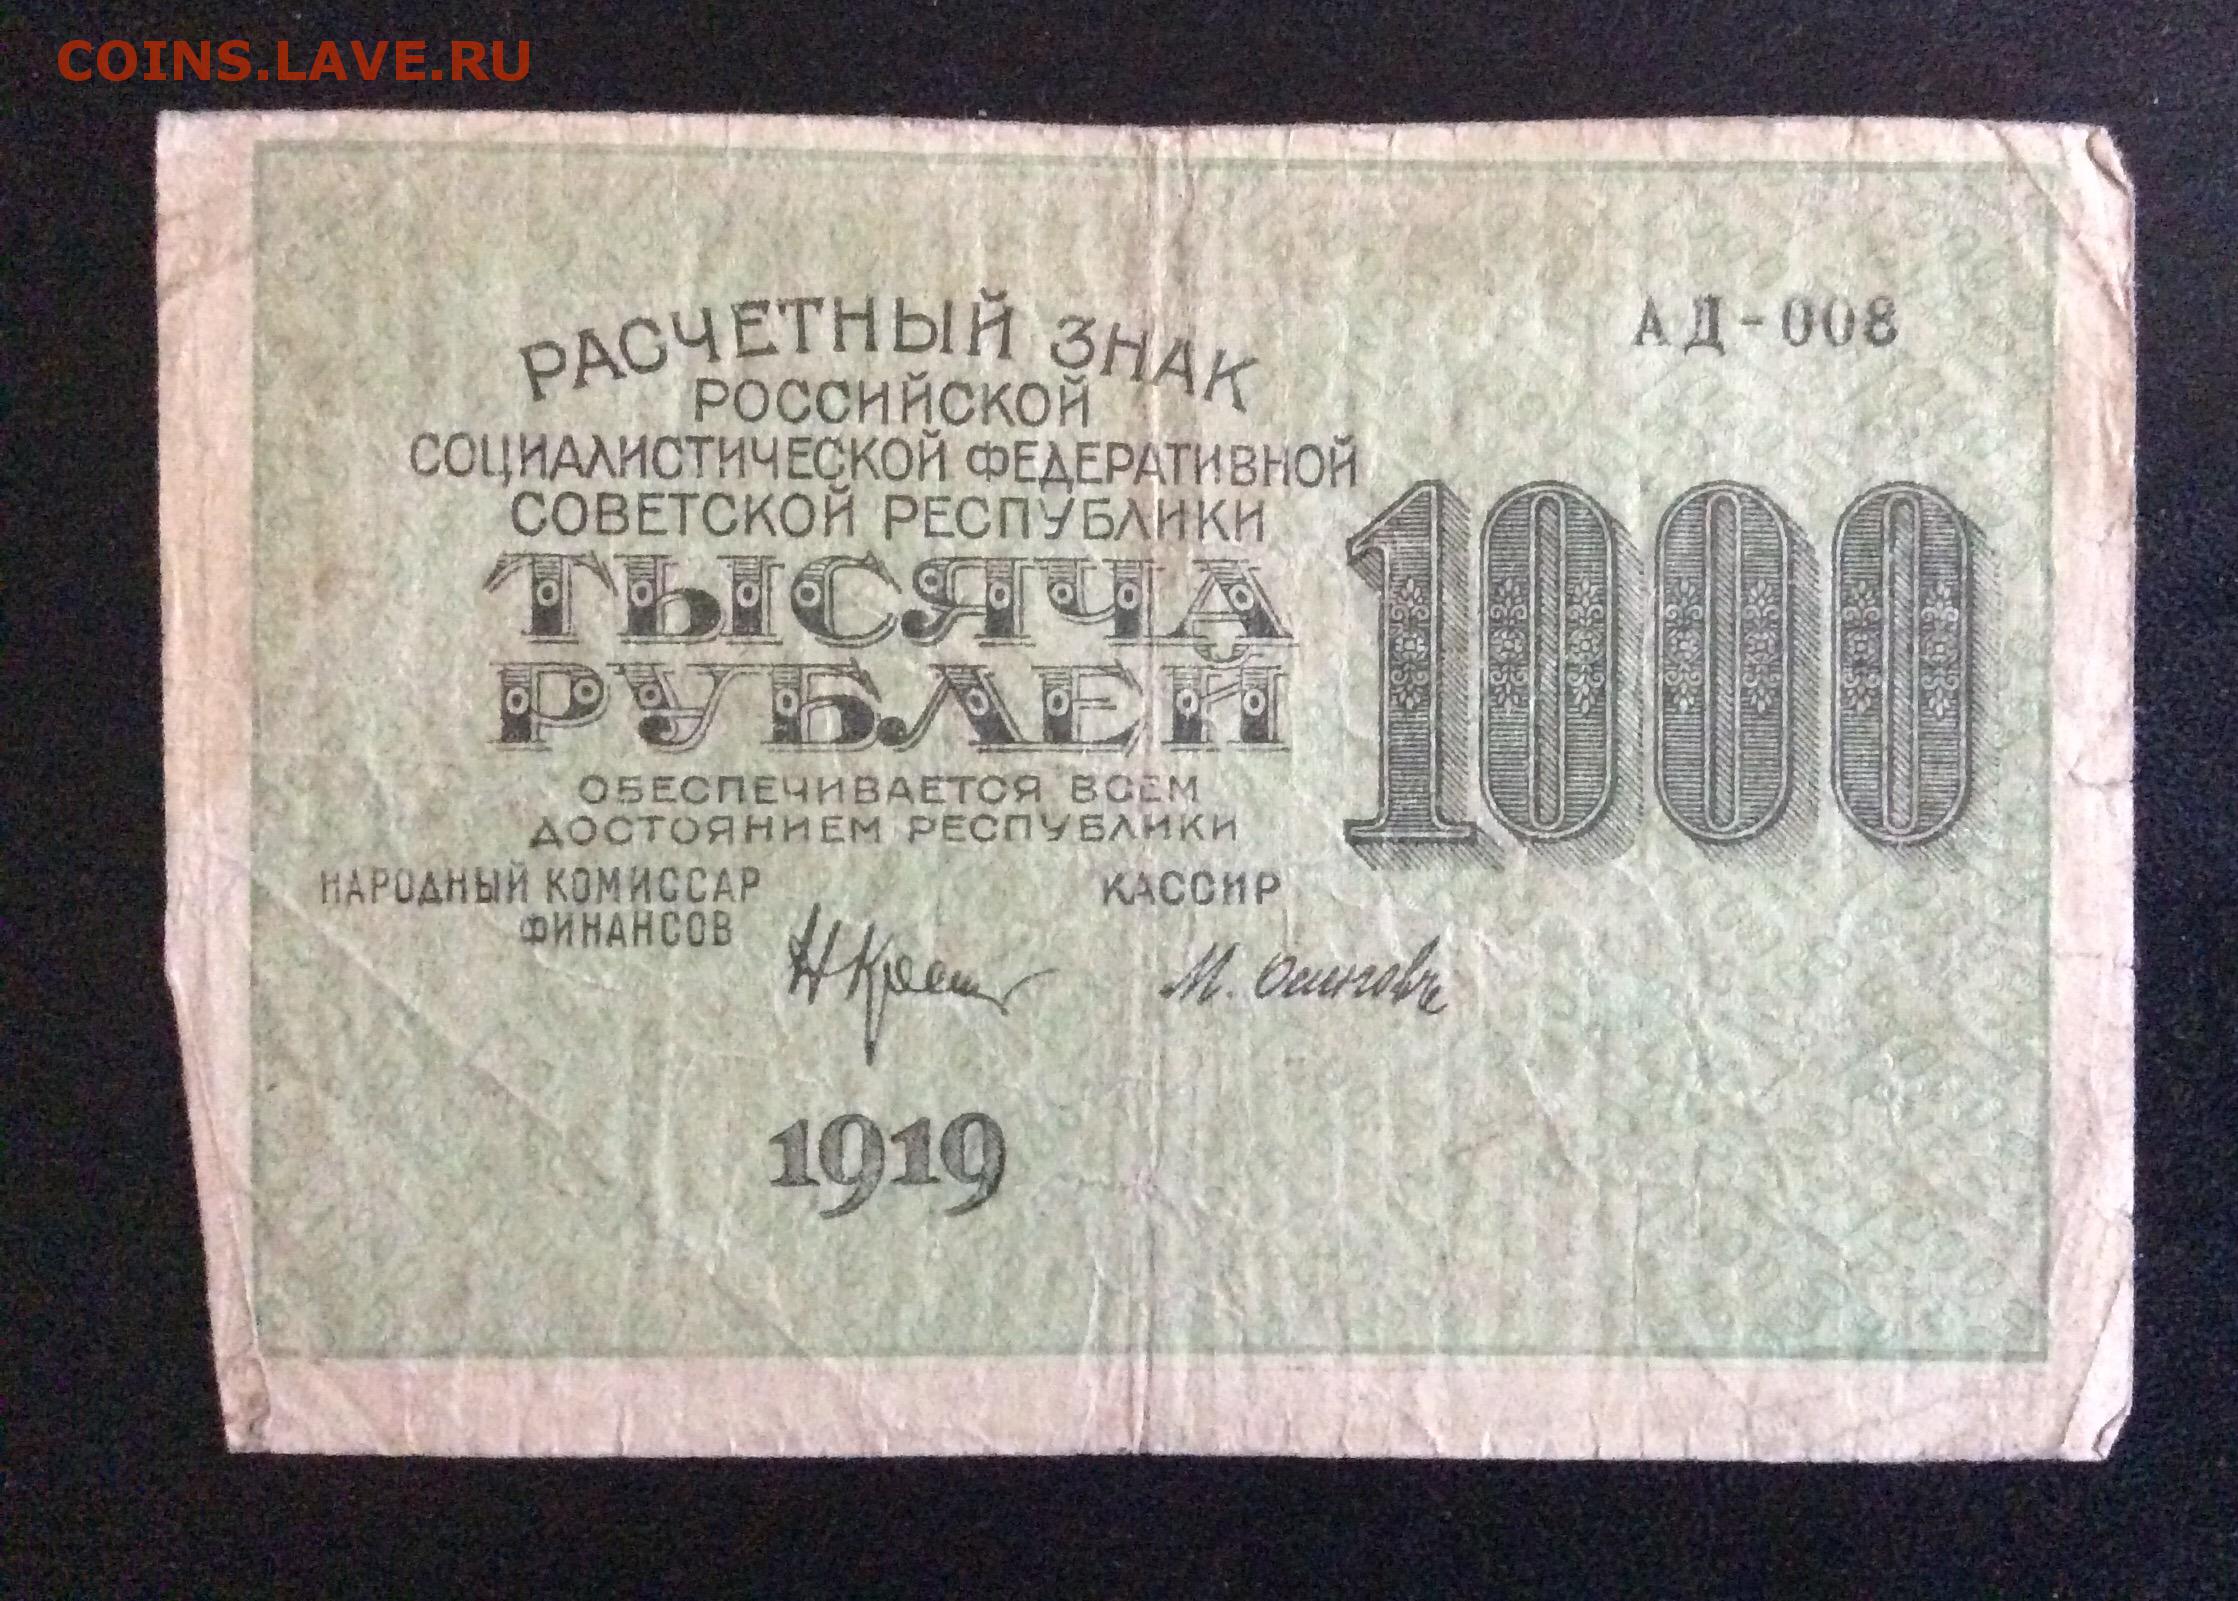 COINS.LAVE.RU
РАСЧЕТНЫЙ ЗНАК
АД-008
РОССИЙСКОЙ
СОЦИАЛИСТИЧЕСКОЙ ФЕДЕРАТИВНОЙ
СОВЕТСКОЙ РЕСПУБЛИКИ
ТЫСЯЧА
РУБЛЕЙ
1000
ОБЕСПЕЧИВАЕТСЯ ВСЕМ
ДОСТОЯНИЕМ РЕСПУБЛИКИ
НАРОДНЫЙ КОМИССАР
ФИНАНСОВ
КАССИР
М. Осиповъ
1919